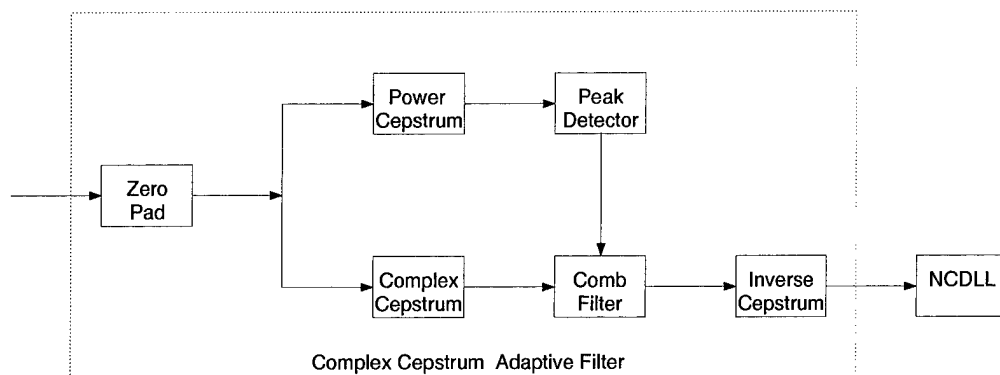 Power
Cepstrum
Peak
Detector
Zero
Pad
Complex
Cepstrum
Comb
Filter
Inverse
Cepstrum
NCDLL
Complex Cepstrum Adaptive Filter